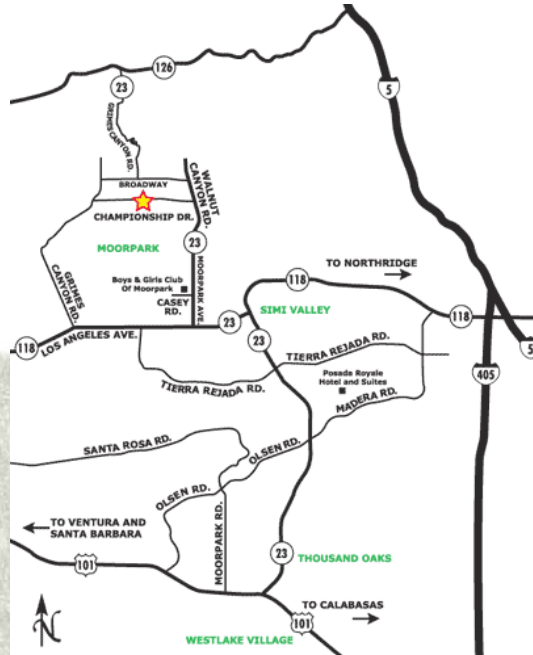 126
23
5
GRIMES CANYON RD.
BROADWAY
WALNUT
CANYON RD.
CHAMPIONSHIP DR.
MOORPARK
23
GRIMES
CANYON RD.
Boys & Girls Club
Of Moorpark
CASEY
RD.
MOORPARK AVE.
TO NORTHRIDGE
118
SIMI VALLEY
118
23
118
LOS ANGELES AVE.
23
5
TIERRA REJADA RD.
405
TIERRA REJADA RD.
Posada Royale
Hotel and Suites
MADERA RD.
SANTA ROSA RD.
OLSEN RD.
OLSEN RD.
MOORPARK RD.
TO VENTURA AND
SANTA BARBARA
101
23
THOUSAND OAKS
TO CALABASAS
101
WESTLAKE VILLAGE
N